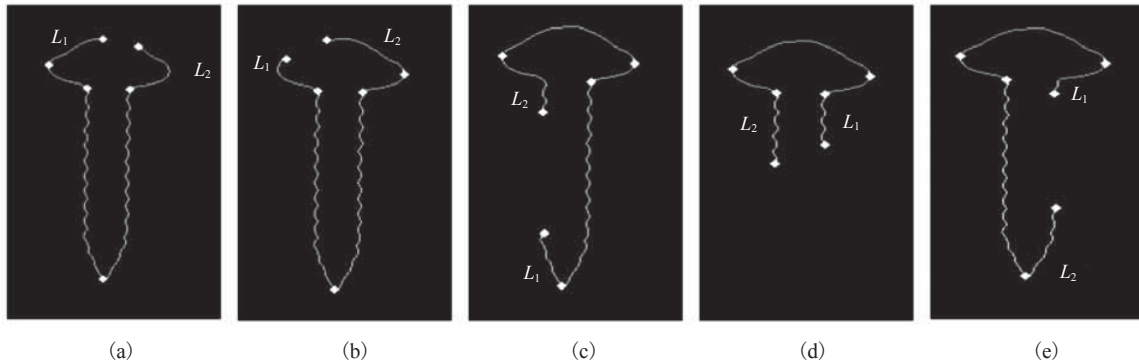 L₁ L₂ L₁ L₂ L₂ L₁ L₂ L₁ L₁ L₂
(a) (b) (c) (d) (e)